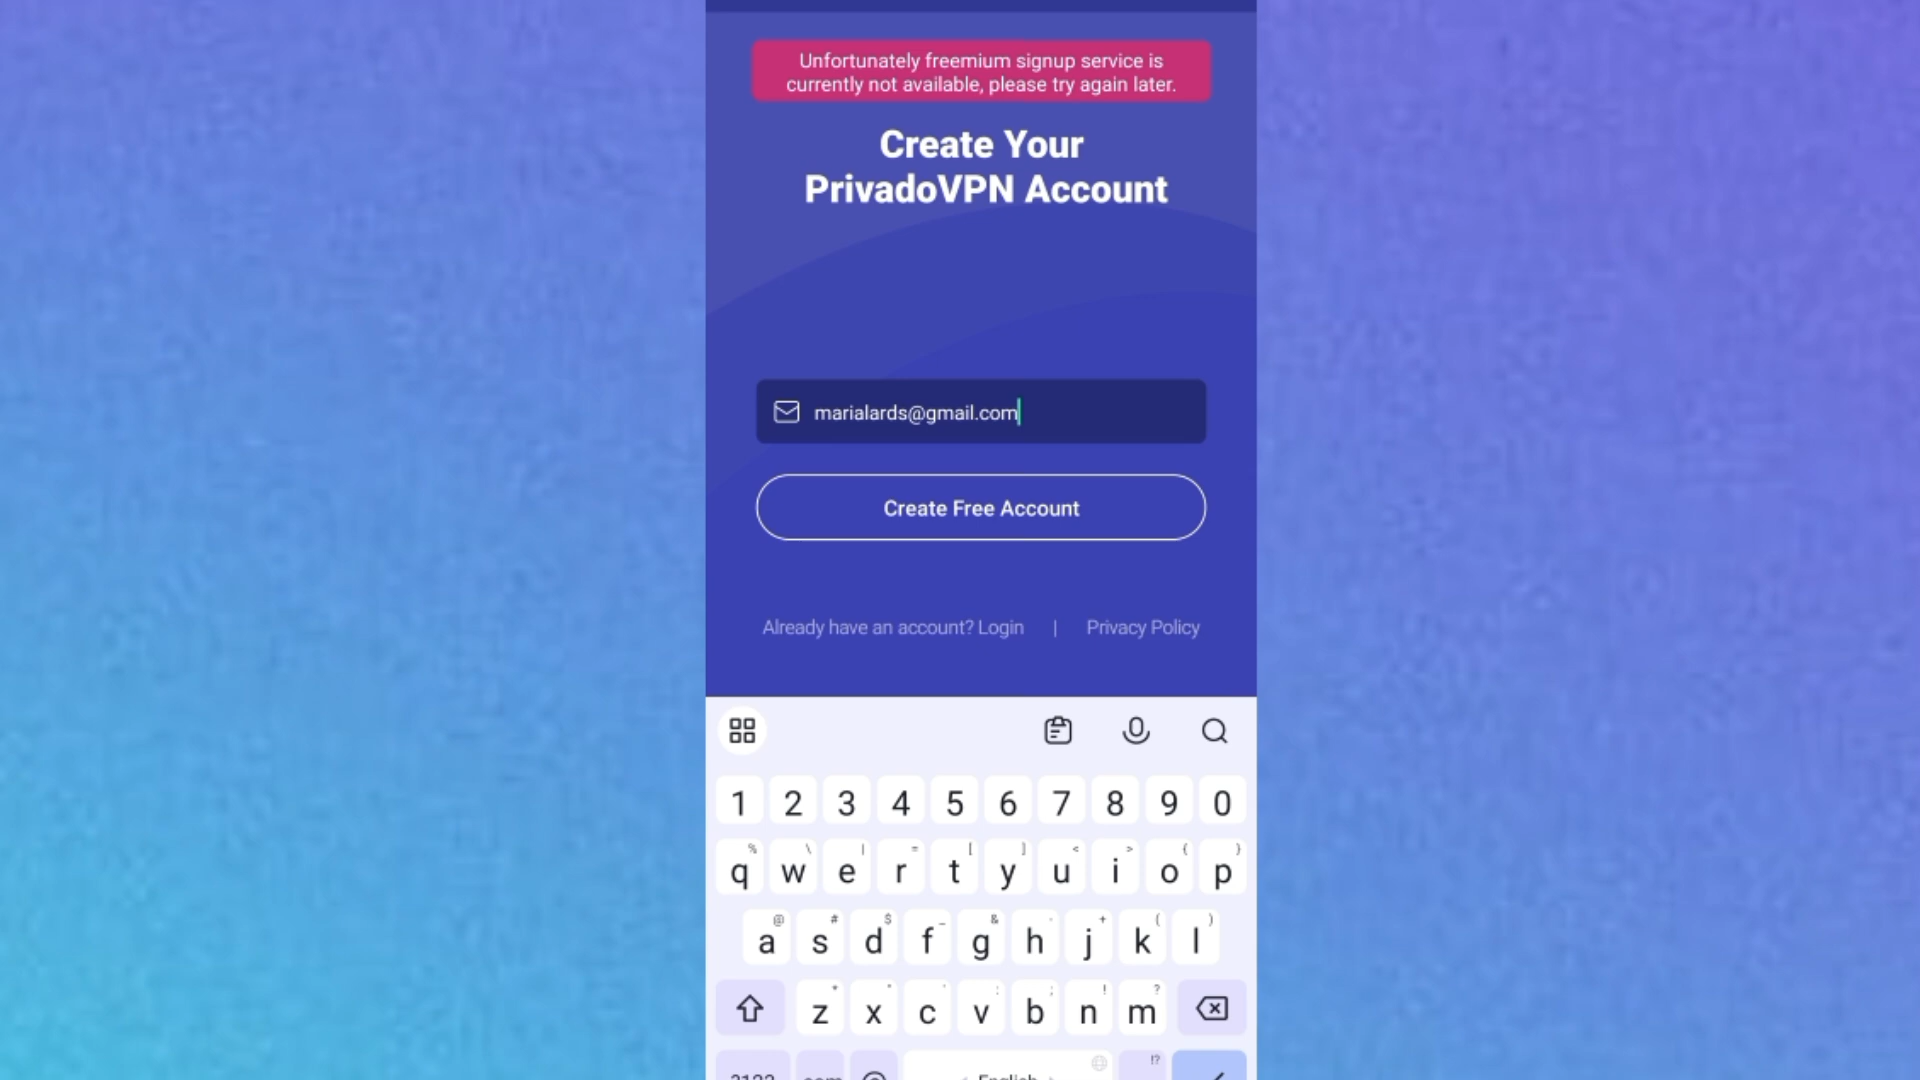 Unfortunately freemium signup service is
currently not available, please try again later.
Create Your
PrivadoVPN Account
marialards@gmail.com
Create Free Account
Already have an account? Login | Privacy Policy
1 2 3 4 5 6 7 8 9 0
% \ | = [ ] < > { }
q w e r t y u i o p
@ # $ _ & - + ( )
a s d f g h j k l
* " ' : ; ! ?
z x c v b n m
!?
English